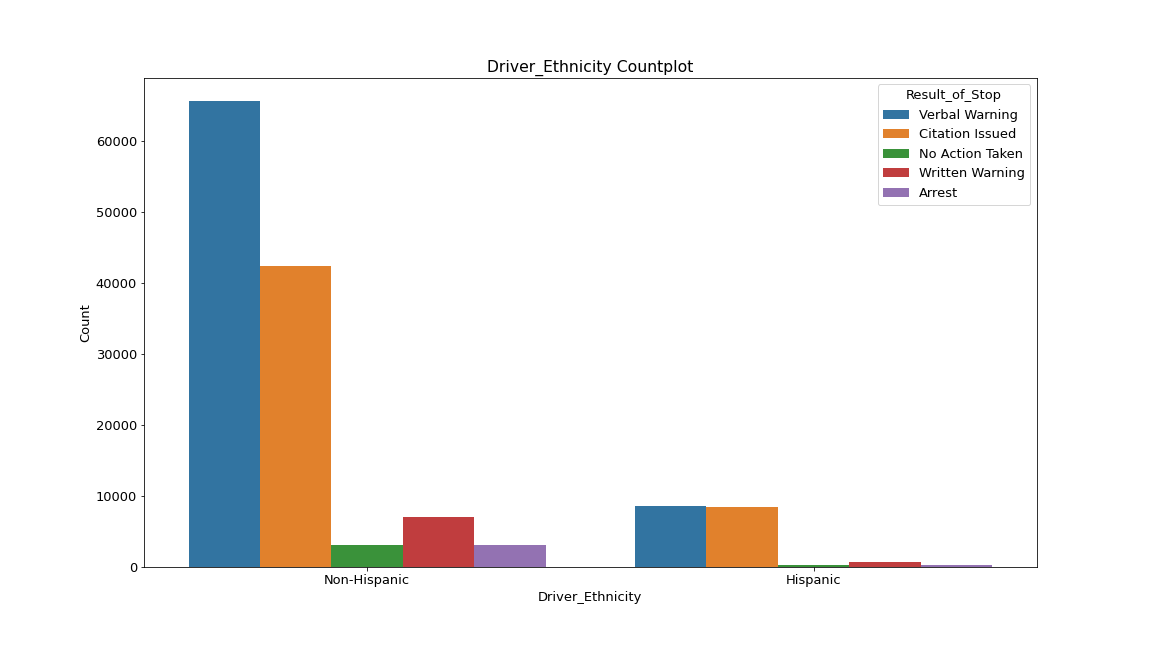 Driver_Ethnicity Countplot
Result_of_Stop
Verbal Warning
Citation Issued
No Action Taken
Written Warning
Arrest
Count
60000
50000
40000
30000
20000
10000
0
Non-Hispanic
Hispanic
Driver_Ethnicity